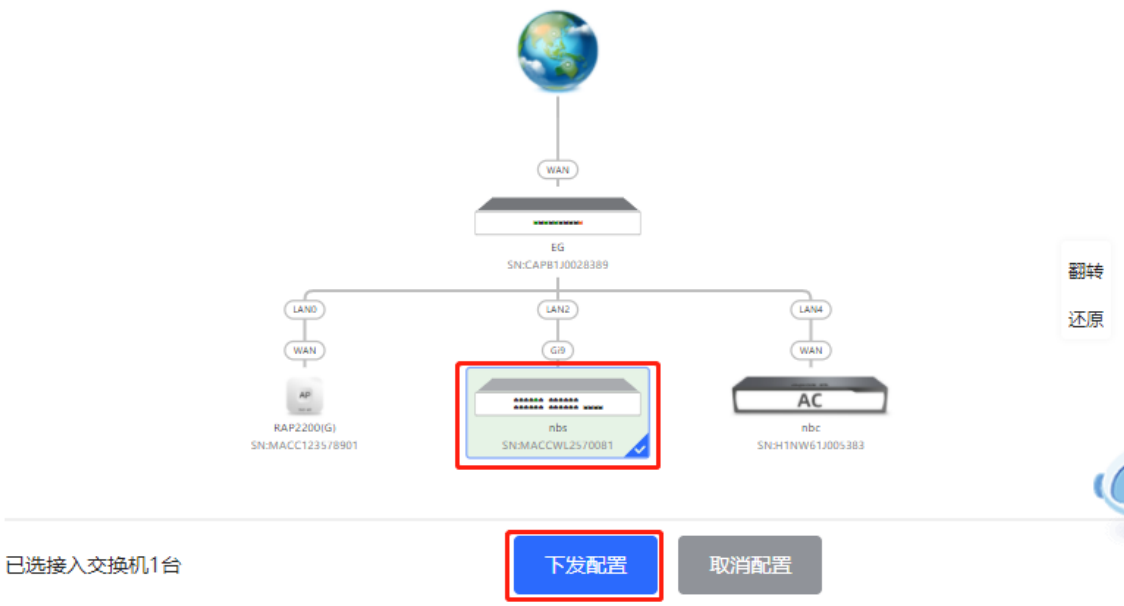 WAN
EG
SN:CAPB1J0028389
翻转
LAN0
LAN2
LAN4
还原
WAN
Gi9
WAN
AP
AC
RAP2200(G)
nbs
nbc
SN:MACC123578901
SN:MACCWL2570081
SN:H1NW61J005383
已选接入交换机1台
下发配置
取消配置